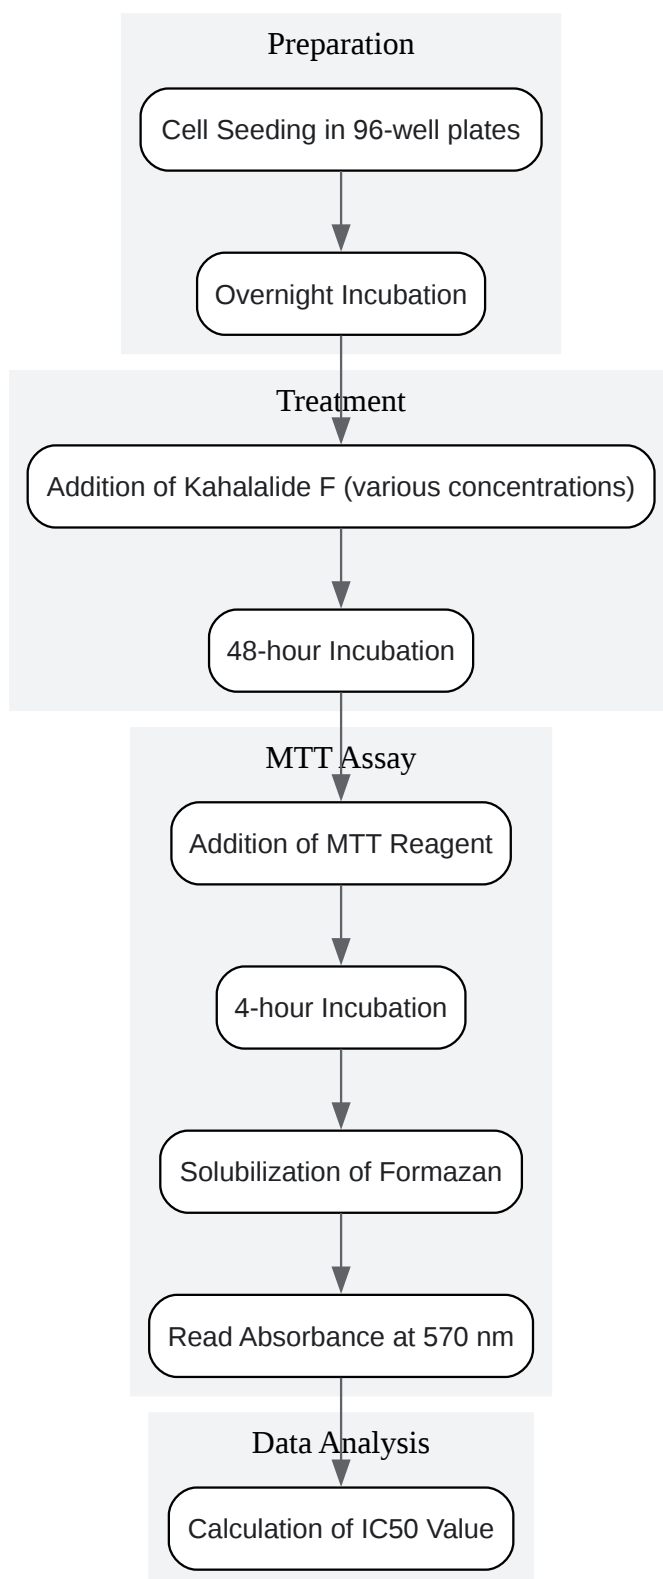 Preparation
Cell Seeding in 96-well plates
Overnight Incubation
Treatment
Addition of Kahalalide F (various concentrations)
48-hour Incubation
MTT Assay
Addition of MTT Reagent
4-hour Incubation
Solubilization of Formazan
Read Absorbance at 570 nm
Data Analysis
Calculation of IC50 Value